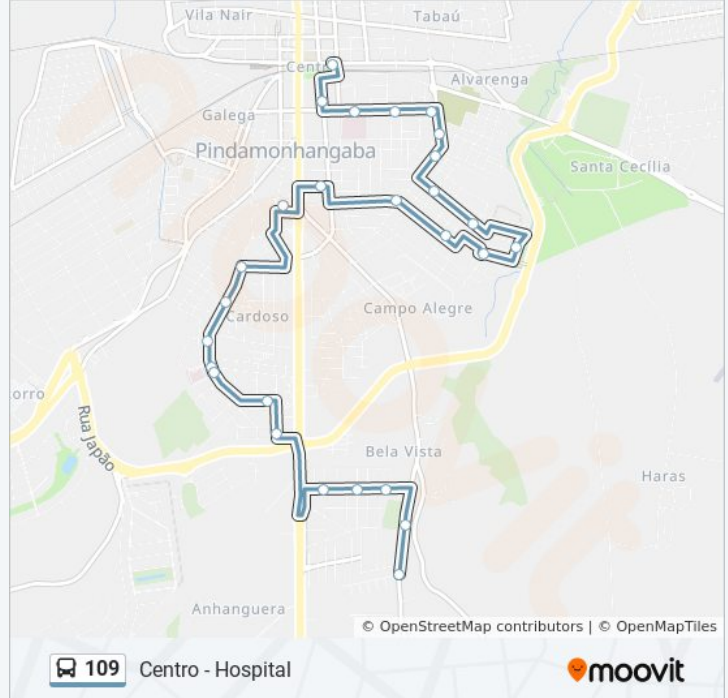 Vila Nair
Tabaú
Centro
Alvarenga
Galega
Pindamonhangaba
Santa Cecília
Campo Alegre
Cardoso
orro
Rua Japão
Bela Vista
Haras
Anhanguera
© OpenStreetMap contributors | © OpenMapTiles
109 Centro - Hospital
moovit